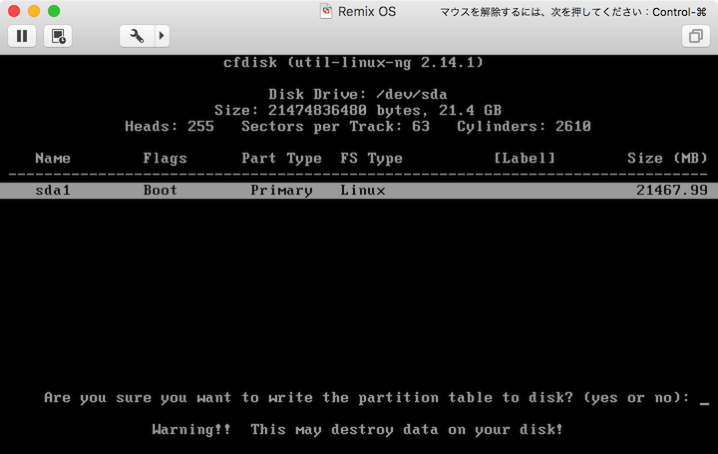 Remix OS
マウスを解除するには、次を押してください：Control-⌘
cfdisk (util-linux-ng 2.14.1)
Disk Drive: /dev/sda
Size: 21474836480 bytes, 21.4 GB
Heads: 255 Sectors per Track: 63 Cylinders: 2610
Name Flags Part Type FS Type [Label] Size (MB)
sda1 Boot Primary Linux 21467.99
Are you sure you want to write the partition table to disk? (yes or no): _
Warning!! This may destroy data on your disk!